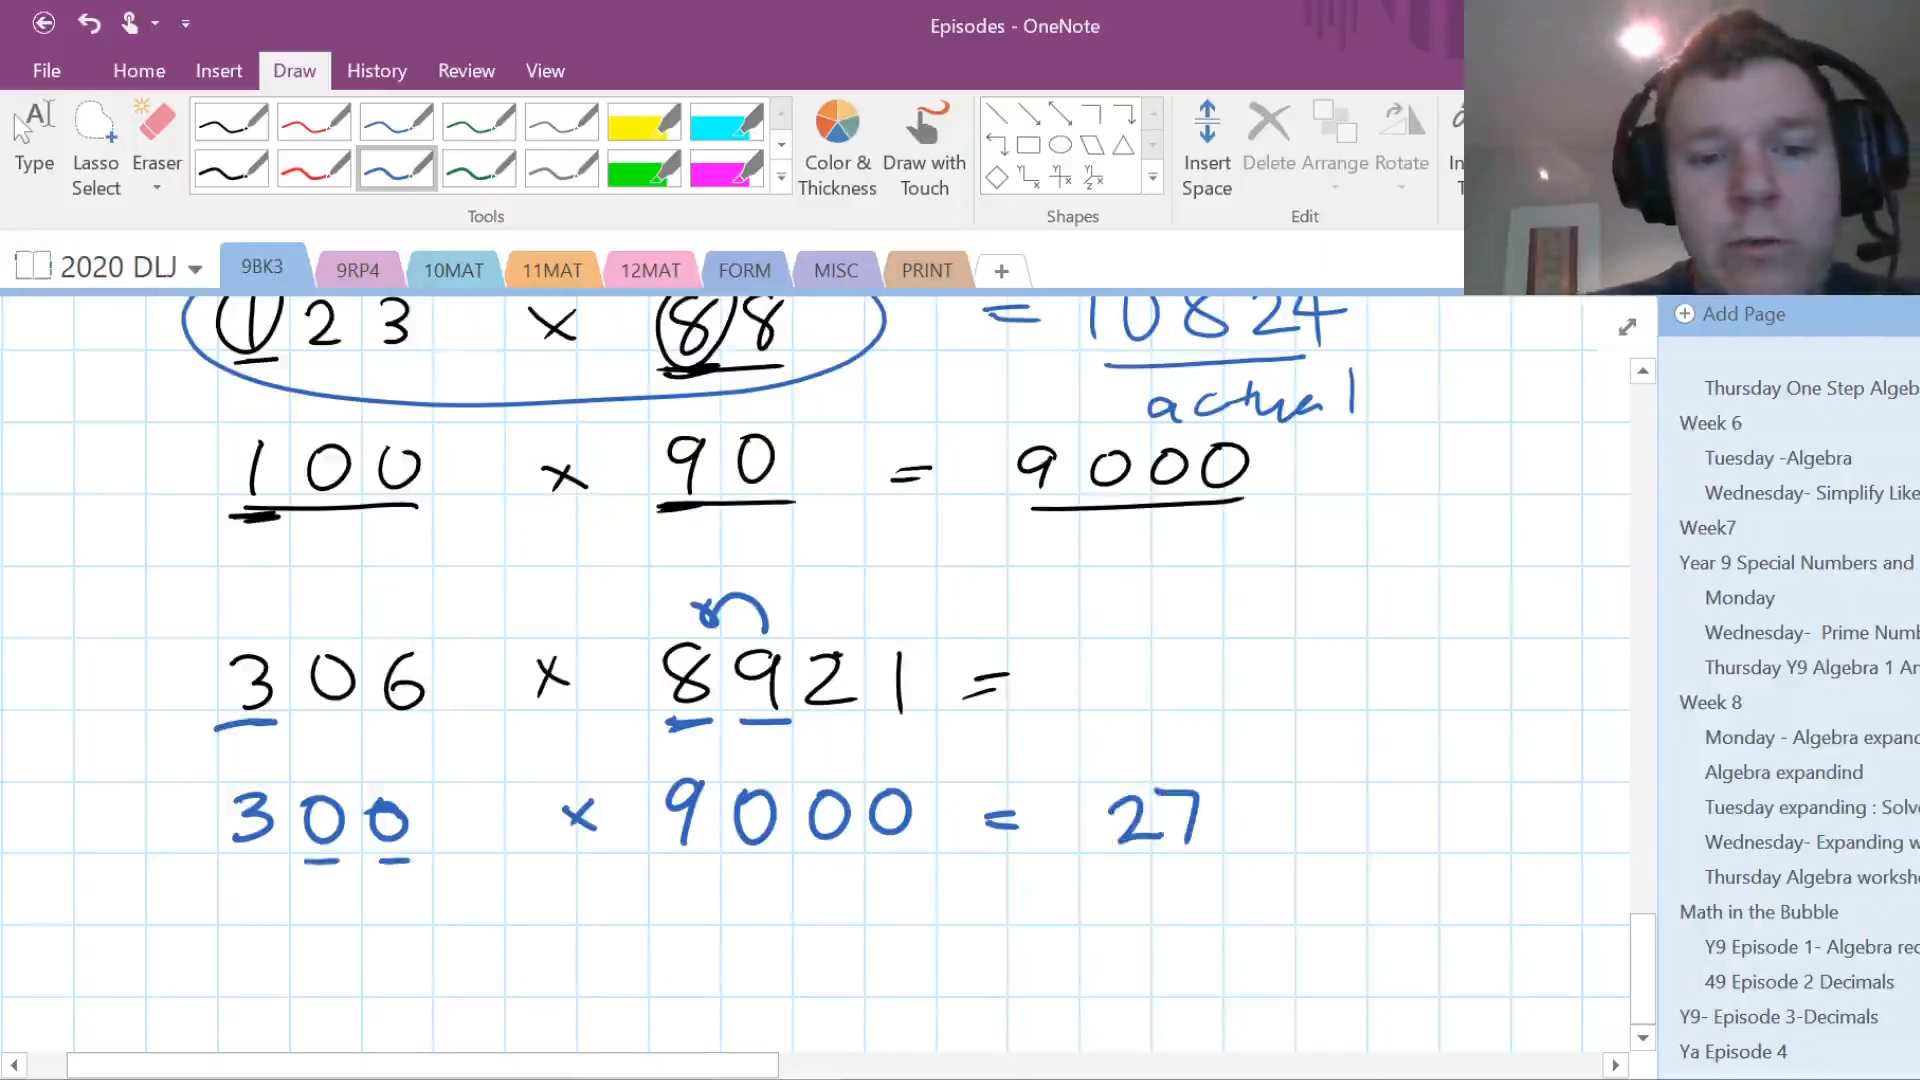 Episodes - OneNote
File Home Insert Draw History Review View
Type
Lasso Select
Eraser
Color & Thickness
Draw with Touch
Insert Space
Delete Arrange Rotate
Tools
Shapes
Edit
2020 DLJ 9BK3 9RP4 10MAT 11MAT 12MAT FORM MISC PRINT
123 × 88 = 10824
actual
100 × 90 = 9000
306 × 8921 =
300 × 9000 = 27
Add Page
Thursday One Step Algeb
Week 6
Tuesday -Algebra
Wednesday- Simplify Like
Week7
Year 9 Special Numbers and
Monday
Wednesday- Prime Numb
Thursday Y9 Algebra 1 An
Week 8
Monday - Algebra expand
Algebra expandind
Tuesday expanding : Solve
Wednesday- Expanding w
Thursday Algebra workshe
Math in the Bubble
Y9 Episode 1- Algebra rec
49 Episode 2 Decimals
Y9- Episode 3-Decimals
Ya Episode 4